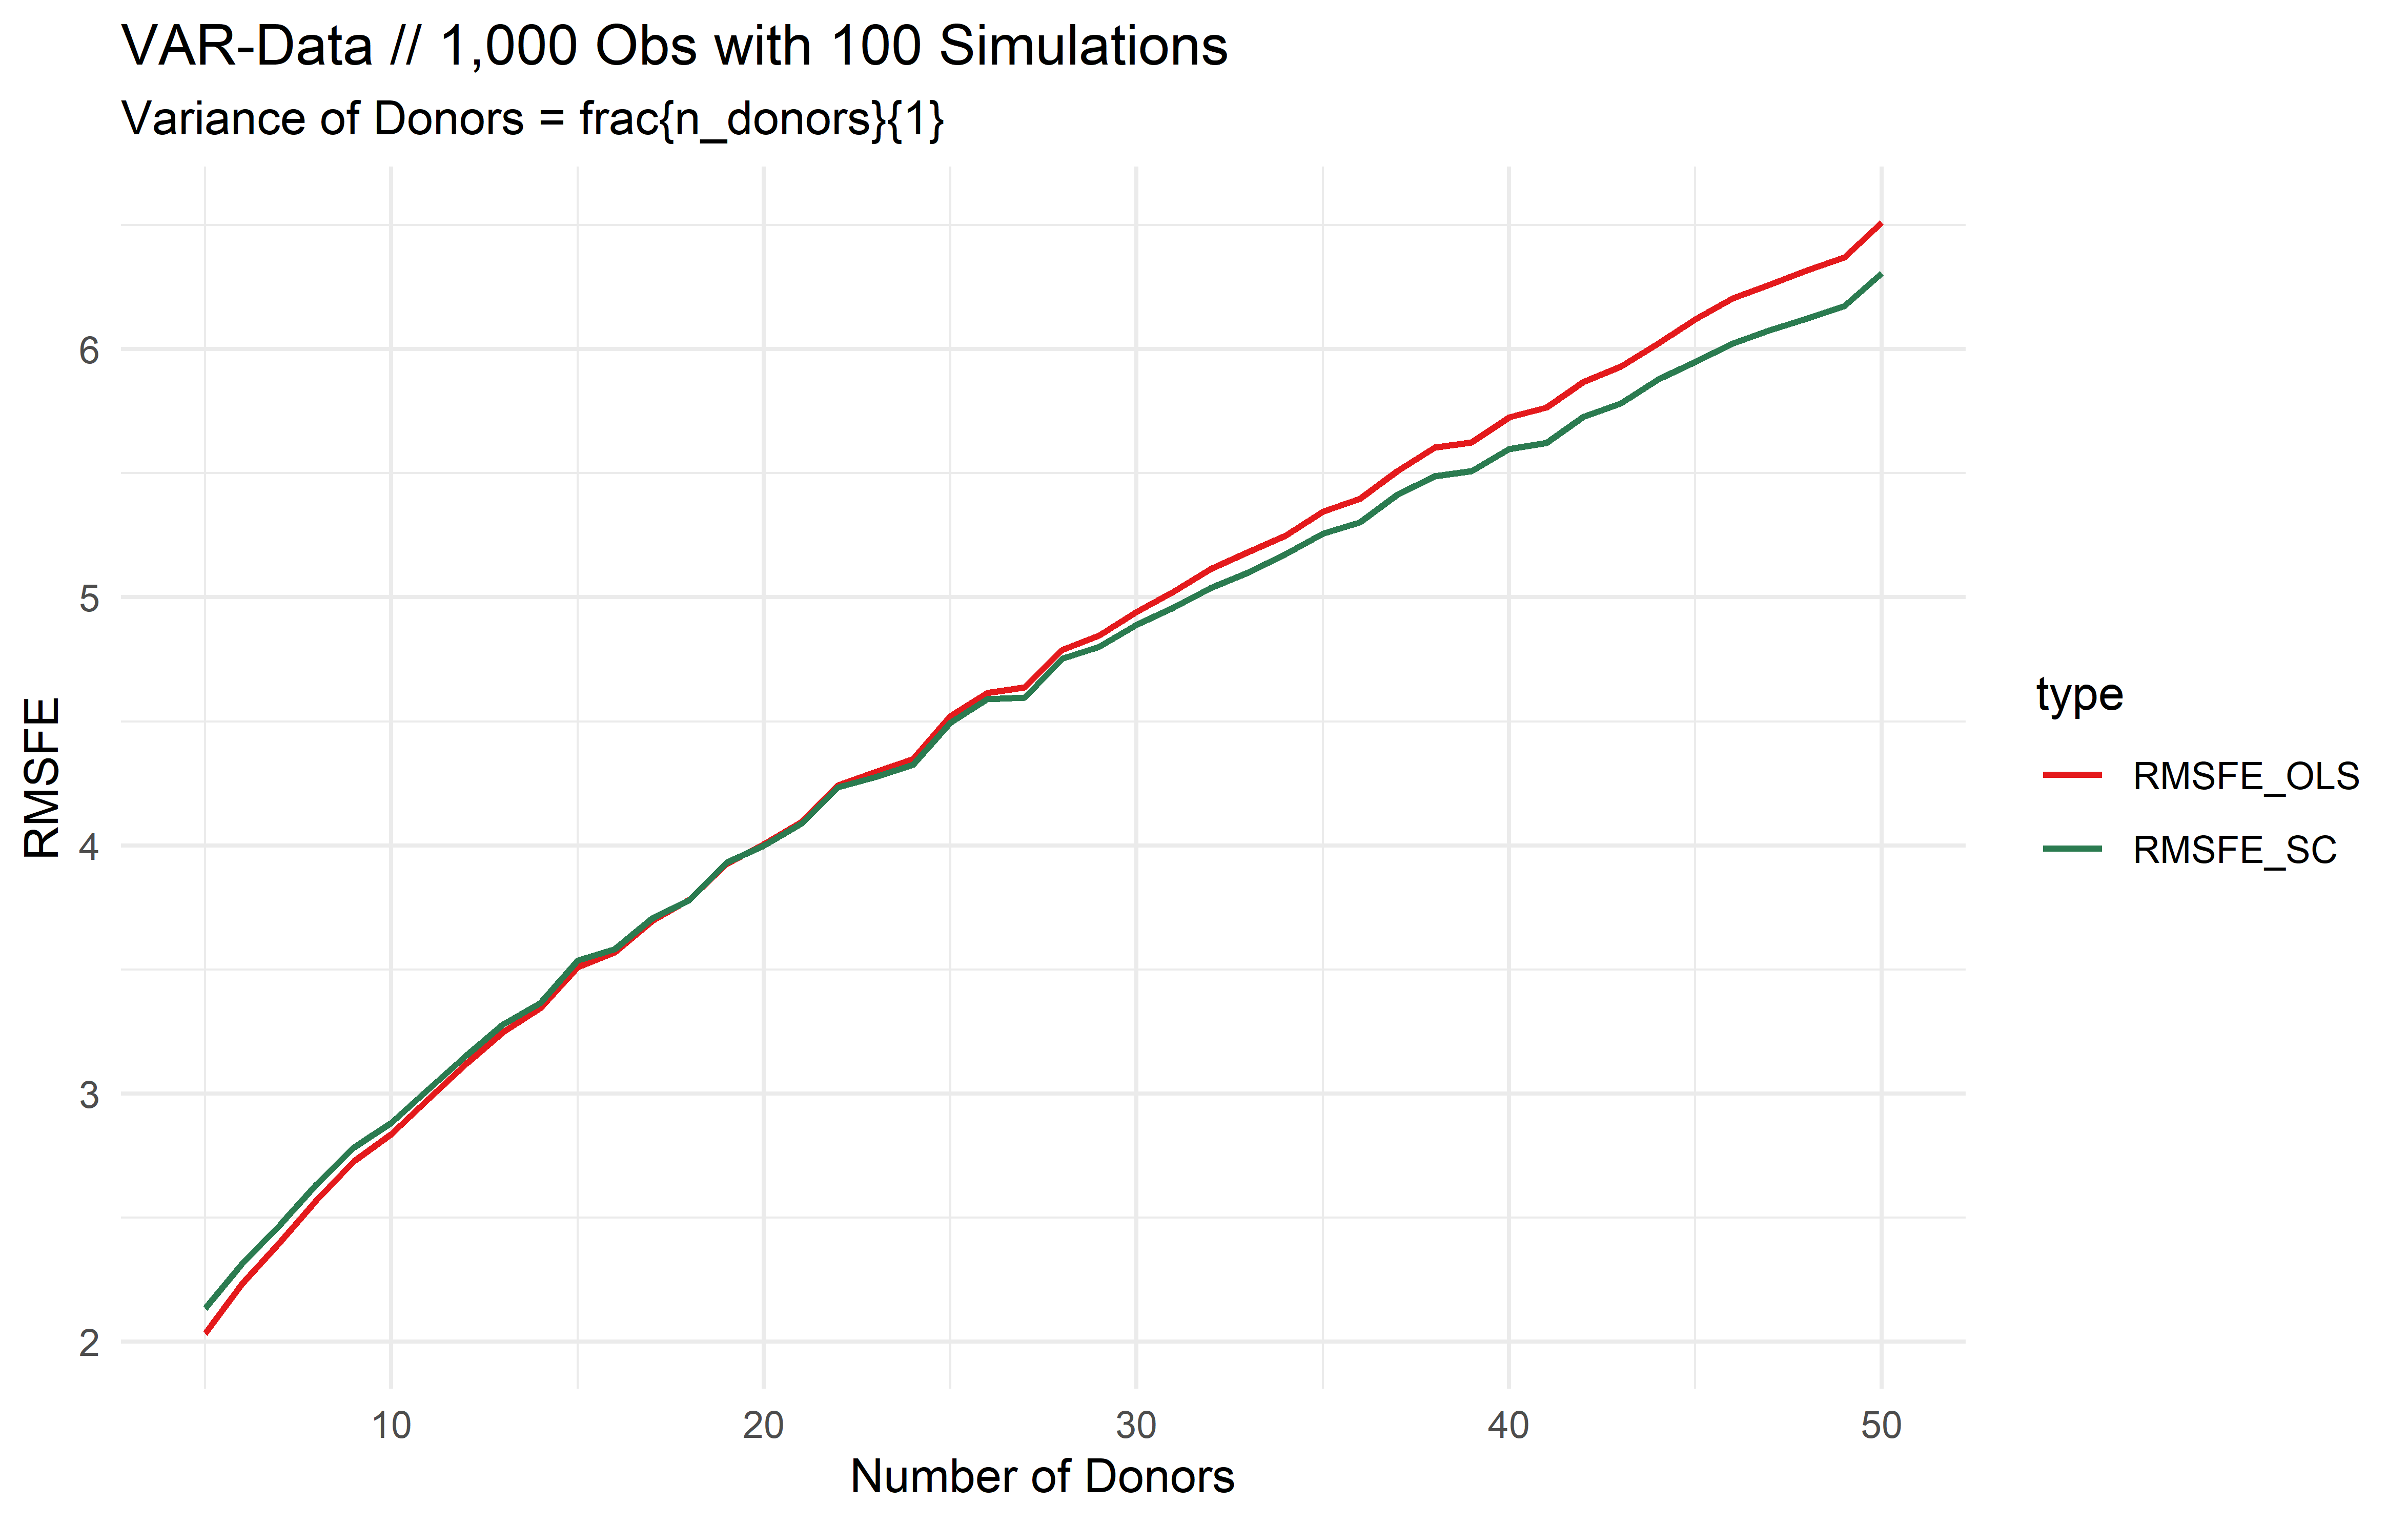 VAR-Data // 1,000 Obs with 100 Simulations
Variance of Donors = frac{n_donors}{1}
RMSFE
6
5
4
3
2
10 20 30 40 50
Number of Donors
type
RMSFE_OLS
RMSFE_SC